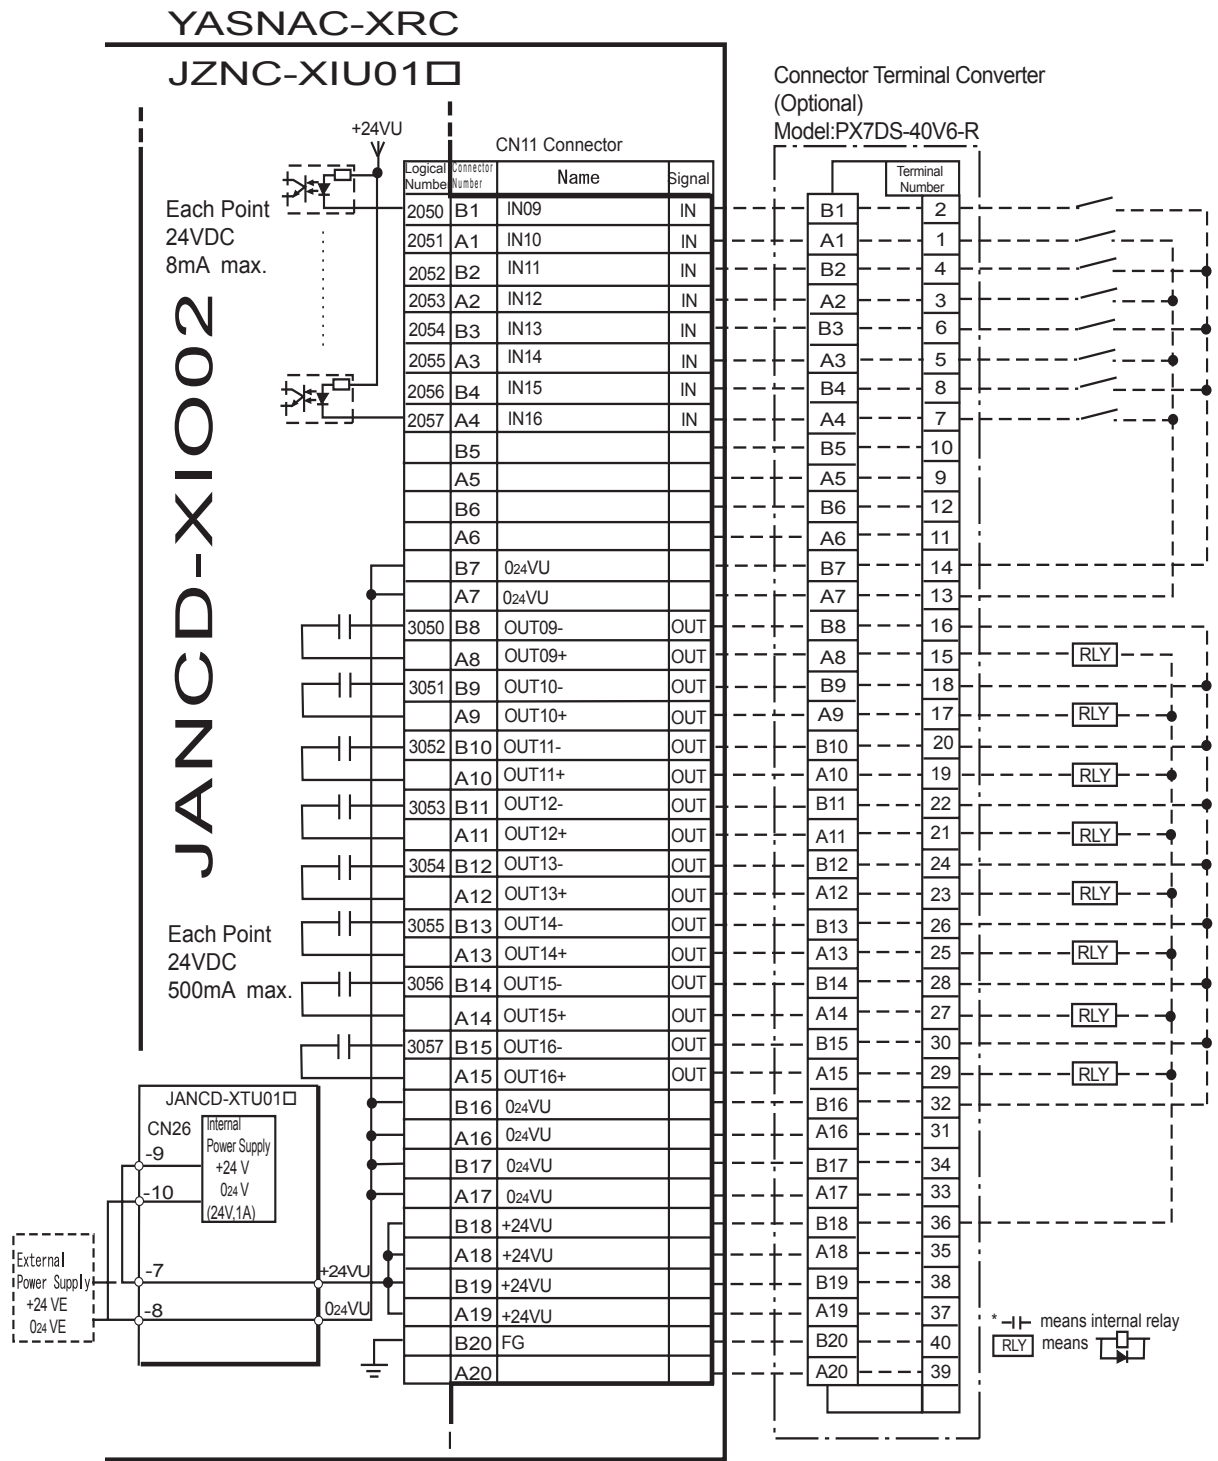 YASNAC-XRC
JZNC-XIU01□
Connector Terminal Converter
(Optional)
Model:PX7DS-40V6-R
+24VU
CN11 Connector
Logical Number Connector Number Name Signal
Terminal Number
Each Point
24VDC
8mA max.
JANCD-XIO02
2050 B1 IN09 IN B1 2
2051 A1 IN10 IN A1 1
2052 B2 IN11 IN B2 4
2053 A2 IN12 IN A2 3
2054 B3 IN13 IN B3 6
2055 A3 IN14 IN A3 5
2056 B4 IN15 IN B4 8
2057 A4 IN16 IN A4 7
B5 B5 10
A5 A5 9
B6 B6 12
A6 A6 11
B7 024VU B7 14
A7 024VU A7 13
3050 B8 OUT09- OUT B8 16
A8 OUT09+ OUT A8 15 RLY
3051 B9 OUT10- OUT B9 18
A9 OUT10+ OUT A9 17 RLY
3052 B10 OUT11- OUT B10 20
A10 OUT11+ OUT A10 19 RLY
3053 B11 OUT12- OUT B11 22
A11 OUT12+ OUT A11 21 RLY
3054 B12 OUT13- OUT B12 24
A12 OUT13+ OUT A12 23 RLY
3055 B13 OUT14- OUT B13 26
A13 OUT14+ OUT A13 25 RLY
3056 B14 OUT15- OUT B14 28
A14 OUT15+ OUT A14 27 RLY
3057 B15 OUT16- OUT B15 30
A15 OUT16+ OUT A15 29 RLY
B16 024VU B16 32
A16 024VU A16 31
B17 024VU B17 34
A17 024VU A17 33
B18 +24VU B18 36
A18 +24VU A18 35
B19 +24VU B19 38
A19 +24VU A19 37
B20 FG B20 40
A20 A20 39
Each Point
24VDC
500mA max.
JANCD-XTU01□
CN26
Internal
Power Supply
+24 V
024 V
(24V,1A)
-9
-10
-7
-8
+24VU
024VU
External
Power Supply
+24 VE
024 VE
* means internal relay
RLY means